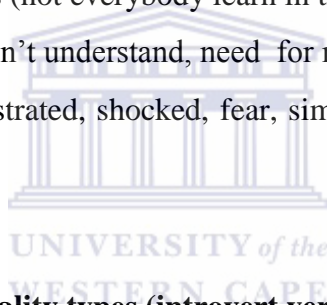 (not everybody learn in t
n't understand, need for
strated, shocked, fear, sim
UNIVERSITY of the
WESTERN CAPE
ality types (introvert ver